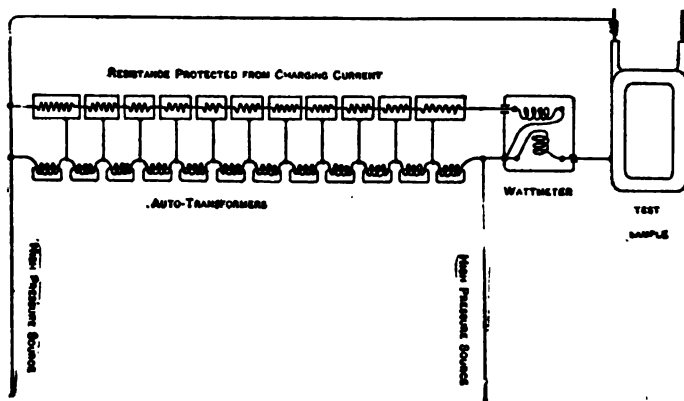 RESISTANCE PROTECTED FROM CHARGING CURRENT
WATTMETER
AUTO-TRANSFORMERS
TEST
SAMPLE
HIGH PRESSURE SOURCE
HIGH PRESSURE SOURCE